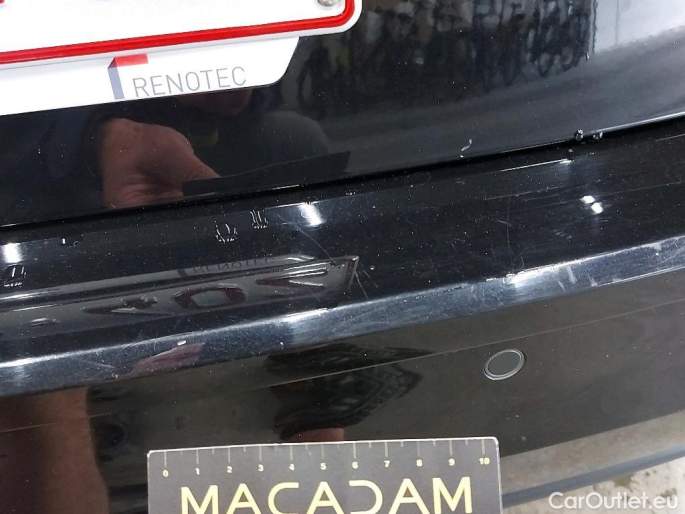 RENOTEC
0 1 2 3 4 5 6 7 8 9 10
MACADAM
CarOutlet.eu